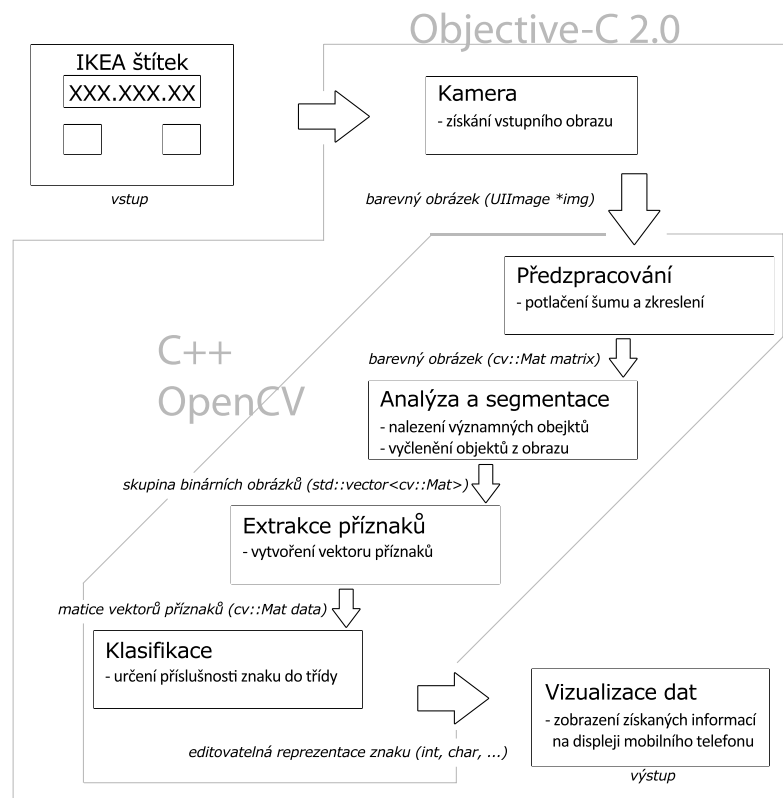 Objective-C 2.0
IKEA štítek
XXX.XXX.XX
vstup
Kamera
- získání vstupního obrazu
barevný obrázek (UIImage *img)
Předzpracování
- potlačení šumu a zkreslení
C++
OpenCV
barevný obrázek (cv::Mat matrix)
Analýza a segmentace
- nalezení významných obejktů
- vyčlenění objektů z obrazu
skupina binárních obrázků (std::vector<cv::Mat>)
Extrakce příznaků
- vytvoření vektoru příznaků
matice vektorů příznaků (cv::Mat data)
Klasifikace
- určení příslušnosti znaku do třídy
editovatelná reprezentace znaku (int, char, ...)
Vizualizace dat
- zobrazení získaných informací
na displeji mobilního telefonu
výstup